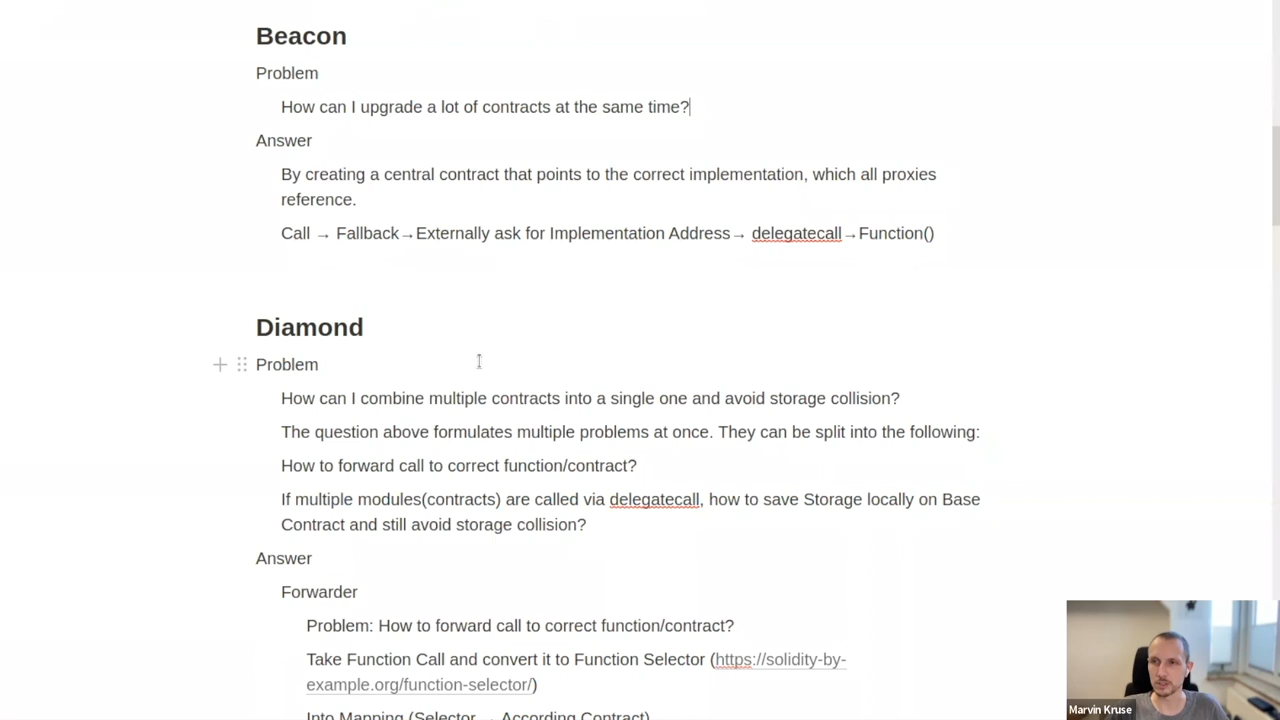 Beacon
Problem
How can I upgrade a lot of contracts at the same time?
Answer
By creating a central contract that points to the correct implementation, which all proxies
reference.
Call → Fallback→Externally ask for Implementation Address→ delegatecall→Function()
Diamond
Problem
How can I combine multiple contracts into a single one and avoid storage collision?
The question above formulates multiple problems at once. They can be split into the following:
How to forward call to correct function/contract?
If multiple modules(contracts) are called via delegatecall, how to save Storage locally on Base
Contract and still avoid storage collision?
Answer
Forwarder
Problem: How to forward call to correct function/contract?
Take Function Call and convert it to Function Selector (https://solidity-by-
example.org/function-selector/)
Into Mapping (Selector → According Contract)
Marvin Kruse